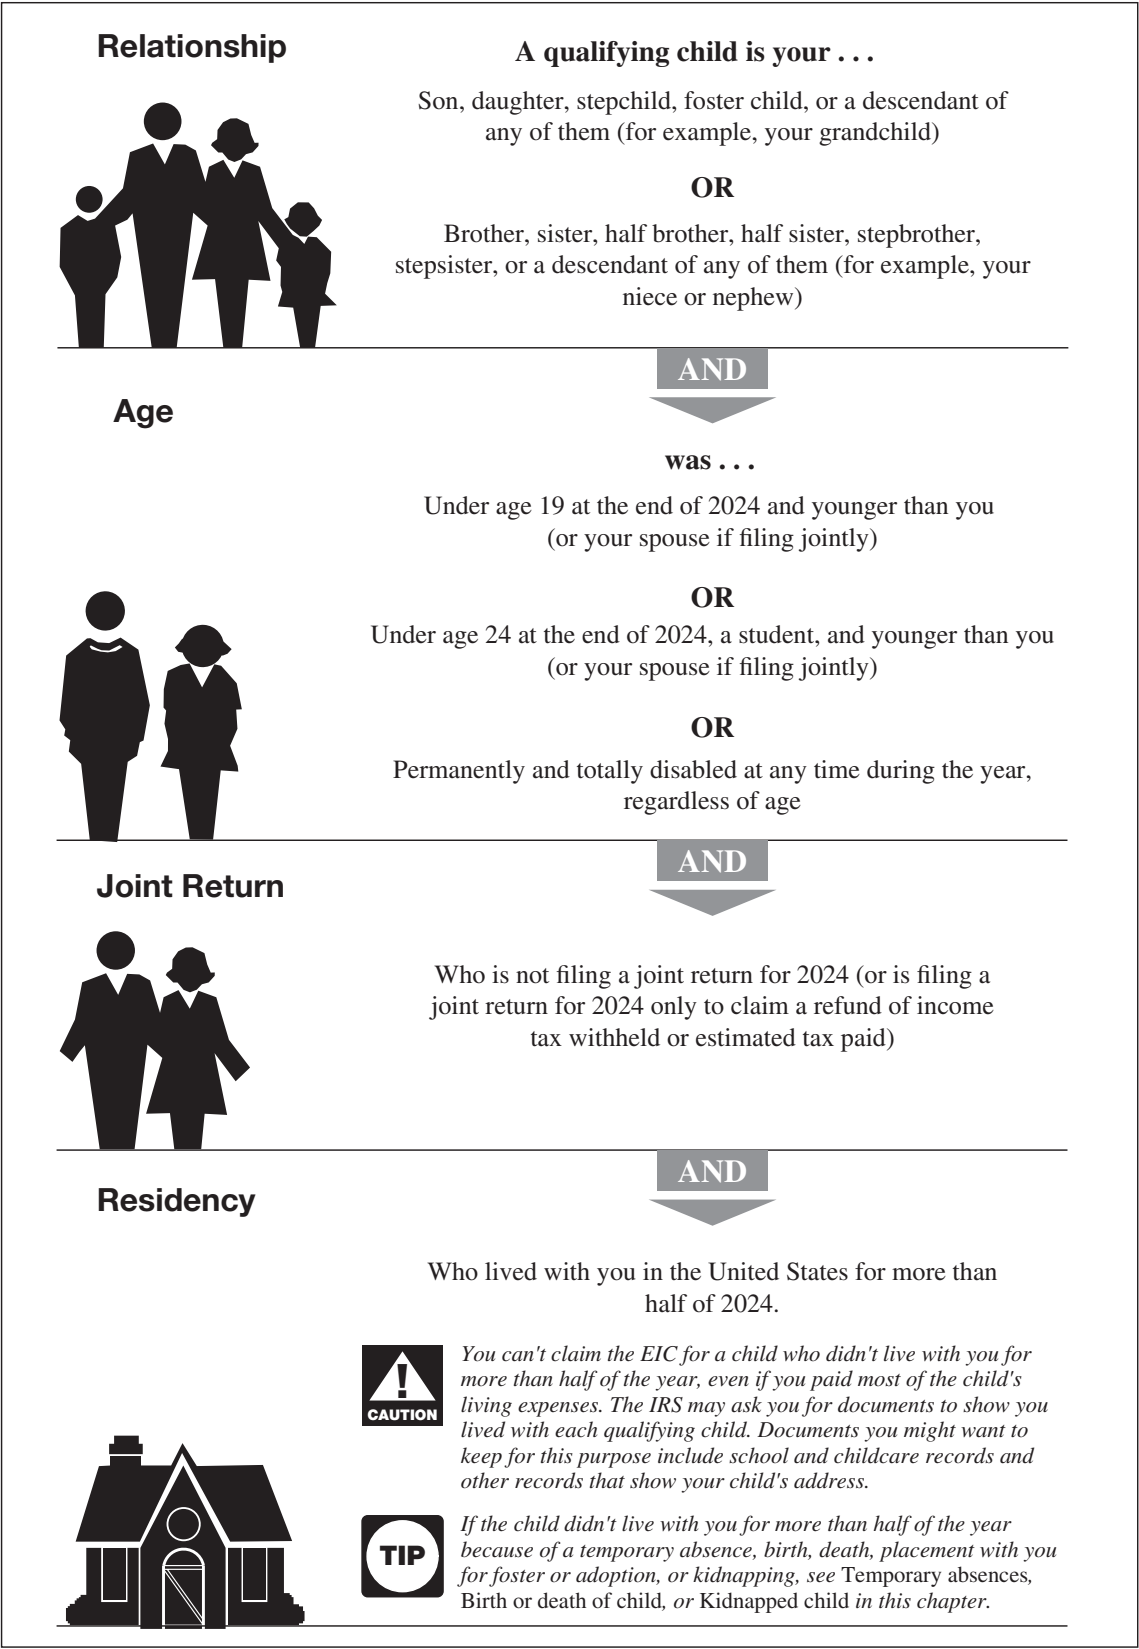 Relationship
A qualifying child is your . . .
Son, daughter, stepchild, foster child, or a descendant of
any of them (for example, your grandchild)
OR
Brother, sister, half brother, half sister, stepbrother,
stepsister, or a descendant of any of them (for example, your
niece or nephew)
AND
Age
was . . .
Under age 19 at the end of 2024 and younger than you
(or your spouse if filing jointly)
OR
Under age 24 at the end of 2024, a student, and younger than you
(or your spouse if filing jointly)
OR
Permanently and totally disabled at any time during the year,
regardless of age
AND
Joint Return
Who is not filing a joint return for 2024 (or is filing a
joint return for 2024 only to claim a refund of income
tax withheld or estimated tax paid)
AND
Residency
Who lived with you in the United States for more than
half of 2024.
!
CAUTION
You can't claim the EIC for a child who didn't live with you for
more than half of the year, even if you paid most of the child's
living expenses. The IRS may ask you for documents to show you
lived with each qualifying child. Documents you might want to
keep for this purpose include school and childcare records and
other records that show your child's address.
TIP
If the child didn't live with you for more than half of the year
because of a temporary absence, birth, death, placement with you
for foster or adoption, or kidnapping, see Temporary absences,
Birth or death of child, or Kidnapped child in this chapter.